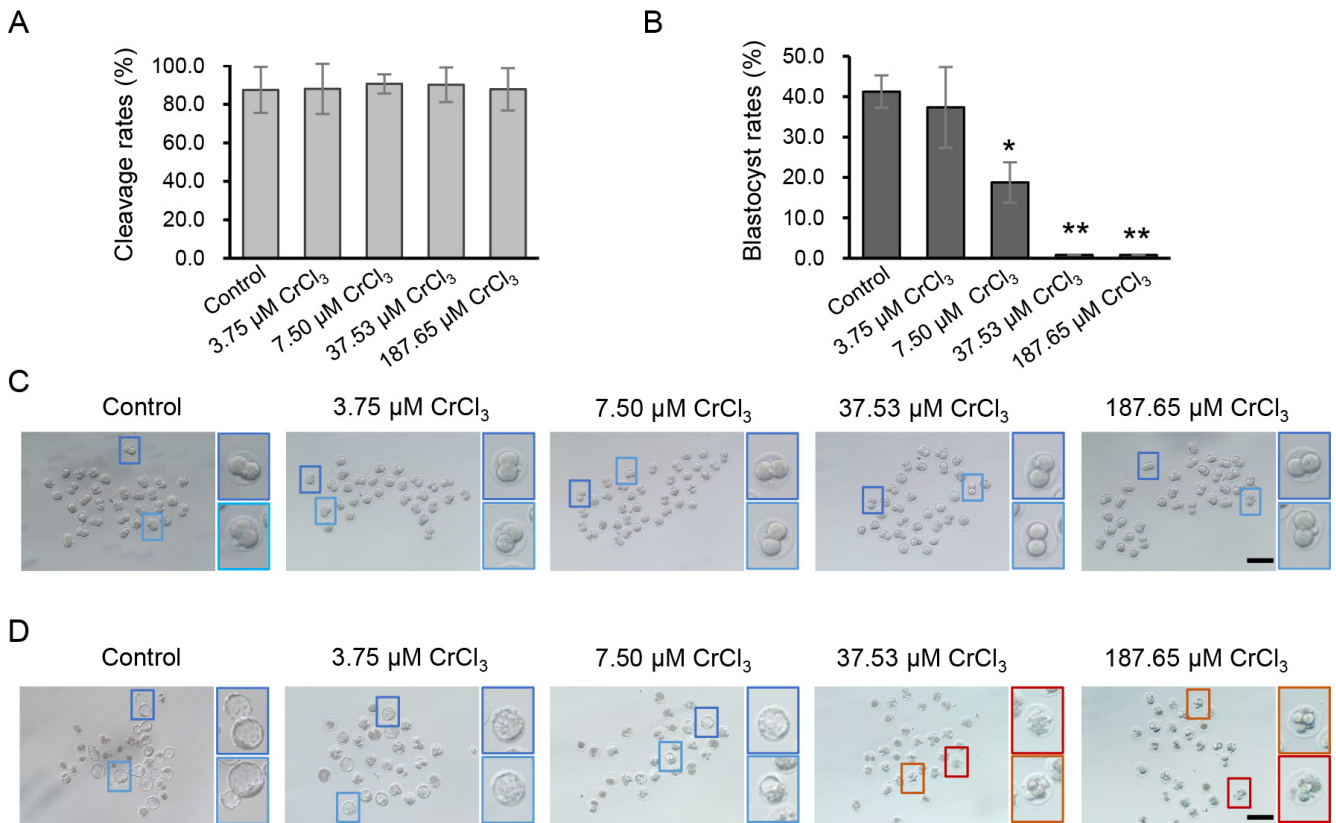 A
Cleavage rates (%)
100.0
80.0
60.0
40.0
20.0
0.0
Control
3.75 µM CrCl₃
7.50 µM CrCl₃
37.53 µM CrCl₃
187.65 µM CrCl₃
B
Blastocyst rates (%)
50.0
40.0
30.0
20.0
10.0
0.0
*
**
**
Control
3.75 µM CrCl₃
7.50 µM CrCl₃
37.53 µM CrCl₃
187.65 µM CrCl₃
C
Control
3.75 µM CrCl₃
7.50 µM CrCl₃
37.53 µM CrCl₃
187.65 µM CrCl₃
D
Control
3.75 µM CrCl₃
7.50 µM CrCl₃
37.53 µM CrCl₃
187.65 µM CrCl₃